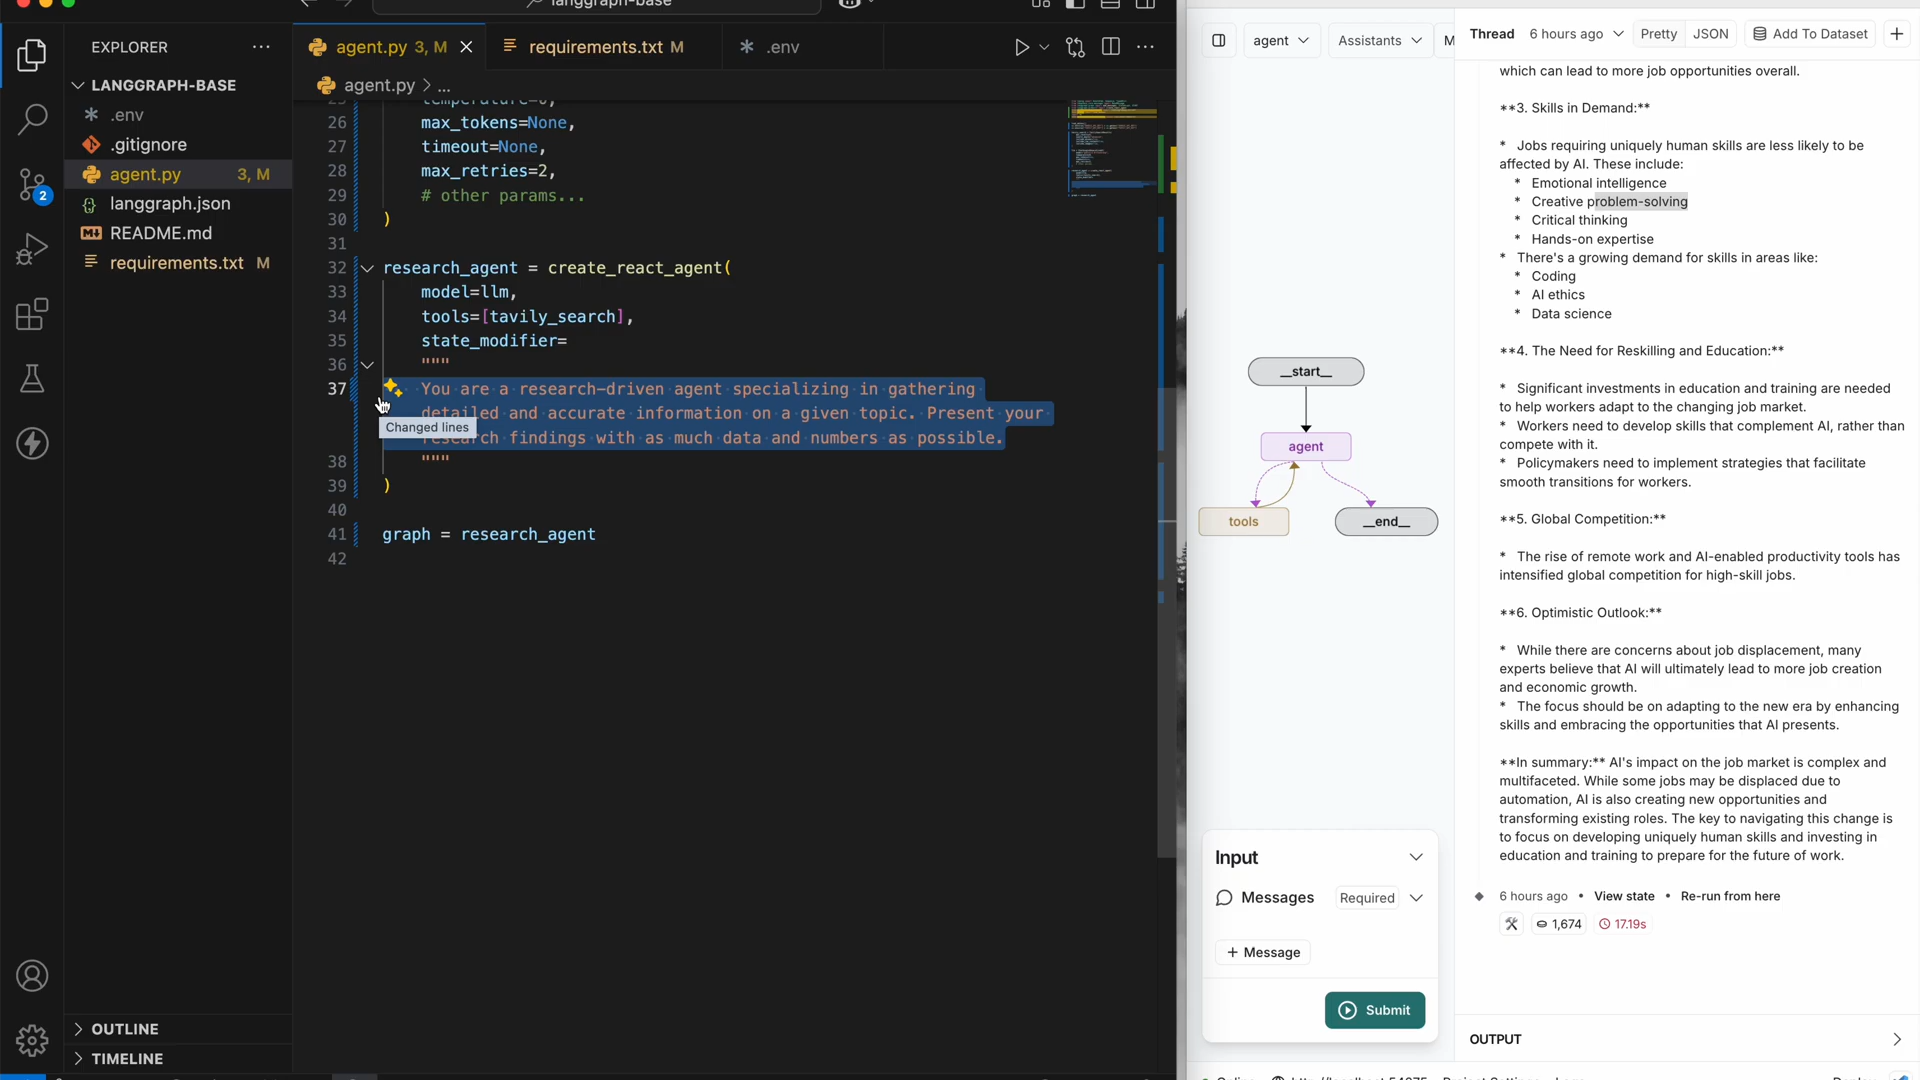 langgraph-base
EXPLORER
LANGGRAPH-BASE
.env
.gitignore
agent.py 3, M
langgraph.json
README.md
requirements.txt M
2
OUTLINE
TIMELINE
agent.py 3, M
requirements.txt M
.env
agent.py > ...
25 temperature=0,
26 max_tokens=None,
27 timeout=None,
28 max_retries=2,
29 # other params...
30 )
31
32 research_agent = create_react_agent(
33 model=llm,
34 tools=[tavily_search],
35 state_modifier=
36 """
37 You are a research-driven agent specializing in gathering
detailed and accurate information on a given topic. Present your
research findings with as much data and numbers as possible.
Changed lines
38 """
39 )
40
41 graph = research_agent
42
agent
Assistants
M
__start__
agent
tools
__end__
Input
Messages Required
+ Message
Submit
Thread 6 hours ago Pretty JSON Add To Dataset
which can lead to more job opportunities overall.
**3. Skills in Demand:**
* Jobs requiring uniquely human skills are less likely to be
affected by AI. These include:
* Emotional intelligence
* Creative problem-solving
* Critical thinking
* Hands-on expertise
* There's a growing demand for skills in areas like:
* Coding
* AI ethics
* Data science
**4. The Need for Reskilling and Education:**
* Significant investments in education and training are needed
to help workers adapt to the changing job market.
* Workers need to develop skills that complement AI, rather than
compete with it.
* Policymakers need to implement strategies that facilitate
smooth transitions for workers.
**5. Global Competition:**
* The rise of remote work and AI-enabled productivity tools has
intensified global competition for high-skill jobs.
**6. Optimistic Outlook:**
* While there are concerns about job displacement, many
experts believe that AI will ultimately lead to more job creation
and economic growth.
* The focus should be on adapting to the new era by enhancing
skills and embracing the opportunities that AI presents.
**In summary:** AI's impact on the job market is complex and
multifaceted. While some jobs may be displaced due to
automation, AI is also creating new opportunities and
transforming existing roles. The key to navigating this change is
to focus on developing uniquely human skills and investing in
education and training to prepare for the future of work.
6 hours ago • View state • Re-run from here
1,674 17.19s
OUTPUT